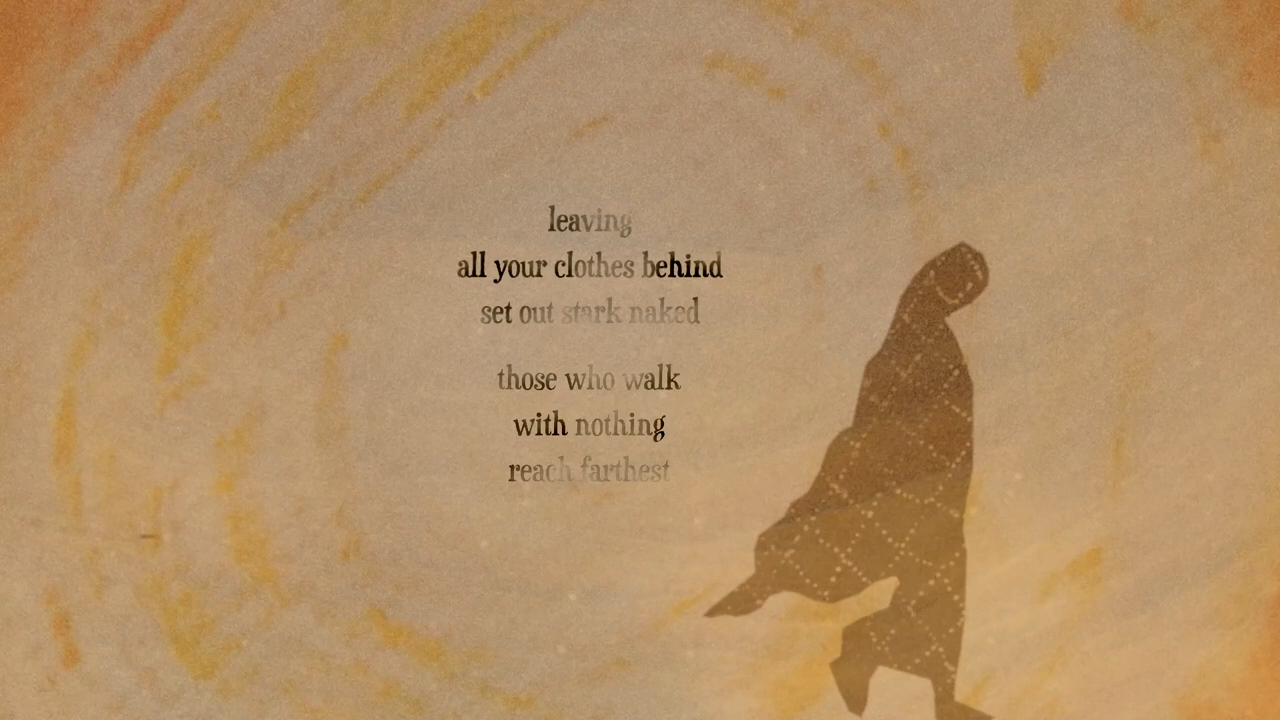 leaving
all your clothes behind
set out stark naked
those who walk
with nothing
reach farthest